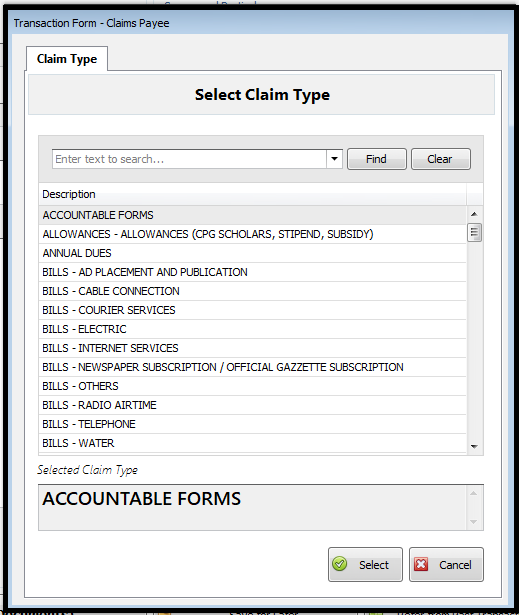 Transaction Form - Claims Payee
Claim Type
Select Claim Type
Enter text to search...
Find
Clear
Description
ACCOUNTABLE FORMS
ALLOWANCES - ALLOWANCES (CPG SCHOLARS, STIPEND, SUBSIDY)
ANNUAL DUES
BILLS - AD PLACEMENT AND PUBLICATION
BILLS - CABLE CONNECTION
BILLS - COURIER SERVICES
BILLS - ELECTRIC
BILLS - INTERNET SERVICES
BILLS - NEWSPAPER SUBSCRIPTION / OFFICIAL GAZZETTE SUBSCRIPTION
BILLS - OTHERS
BILLS - RADIO AIRTIME
BILLS - TELEPHONE
BILLS - WATER
Selected Claim Type
ACCOUNTABLE FORMS
Select
Cancel